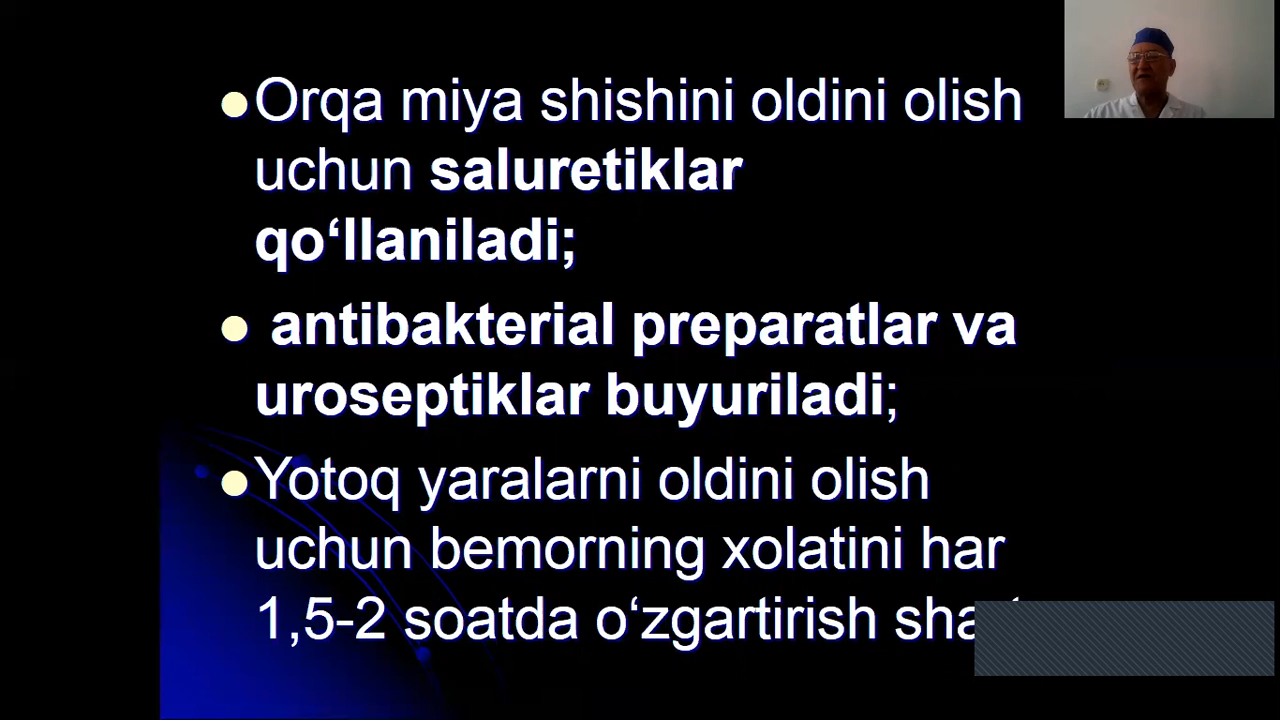 Orqa miya shishini oldini olish
uchun saluretiklar
qo‘llaniladi;
antibakterial preparatlar va
uroseptiklar buyuriladi;
Yotoq yaralarni oldini olish
uchun bemorning xolatini har
1,5-2 soatda o‘zgartirish